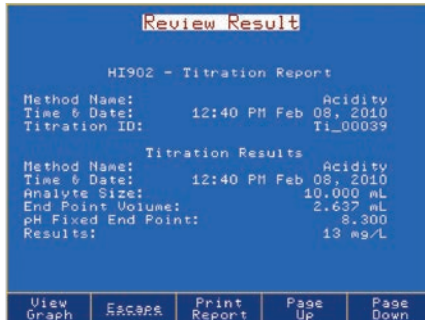 Review Result
HI902 - Titration Report
Method Name: Acidity
Time & Date: 12:40 PM Feb 08, 2010
Titration ID: Ti_00039
Titration Results
Method Name: Acidity
Time & Date: 12:40 PM Feb 08, 2010
Analyte Size: 10.000 mL
End Point Volume: 2.637 mL
pH Fixed End Point: 8.300
Results: 13 mg/L
View Graph Escape Print Report Page Up Page Down